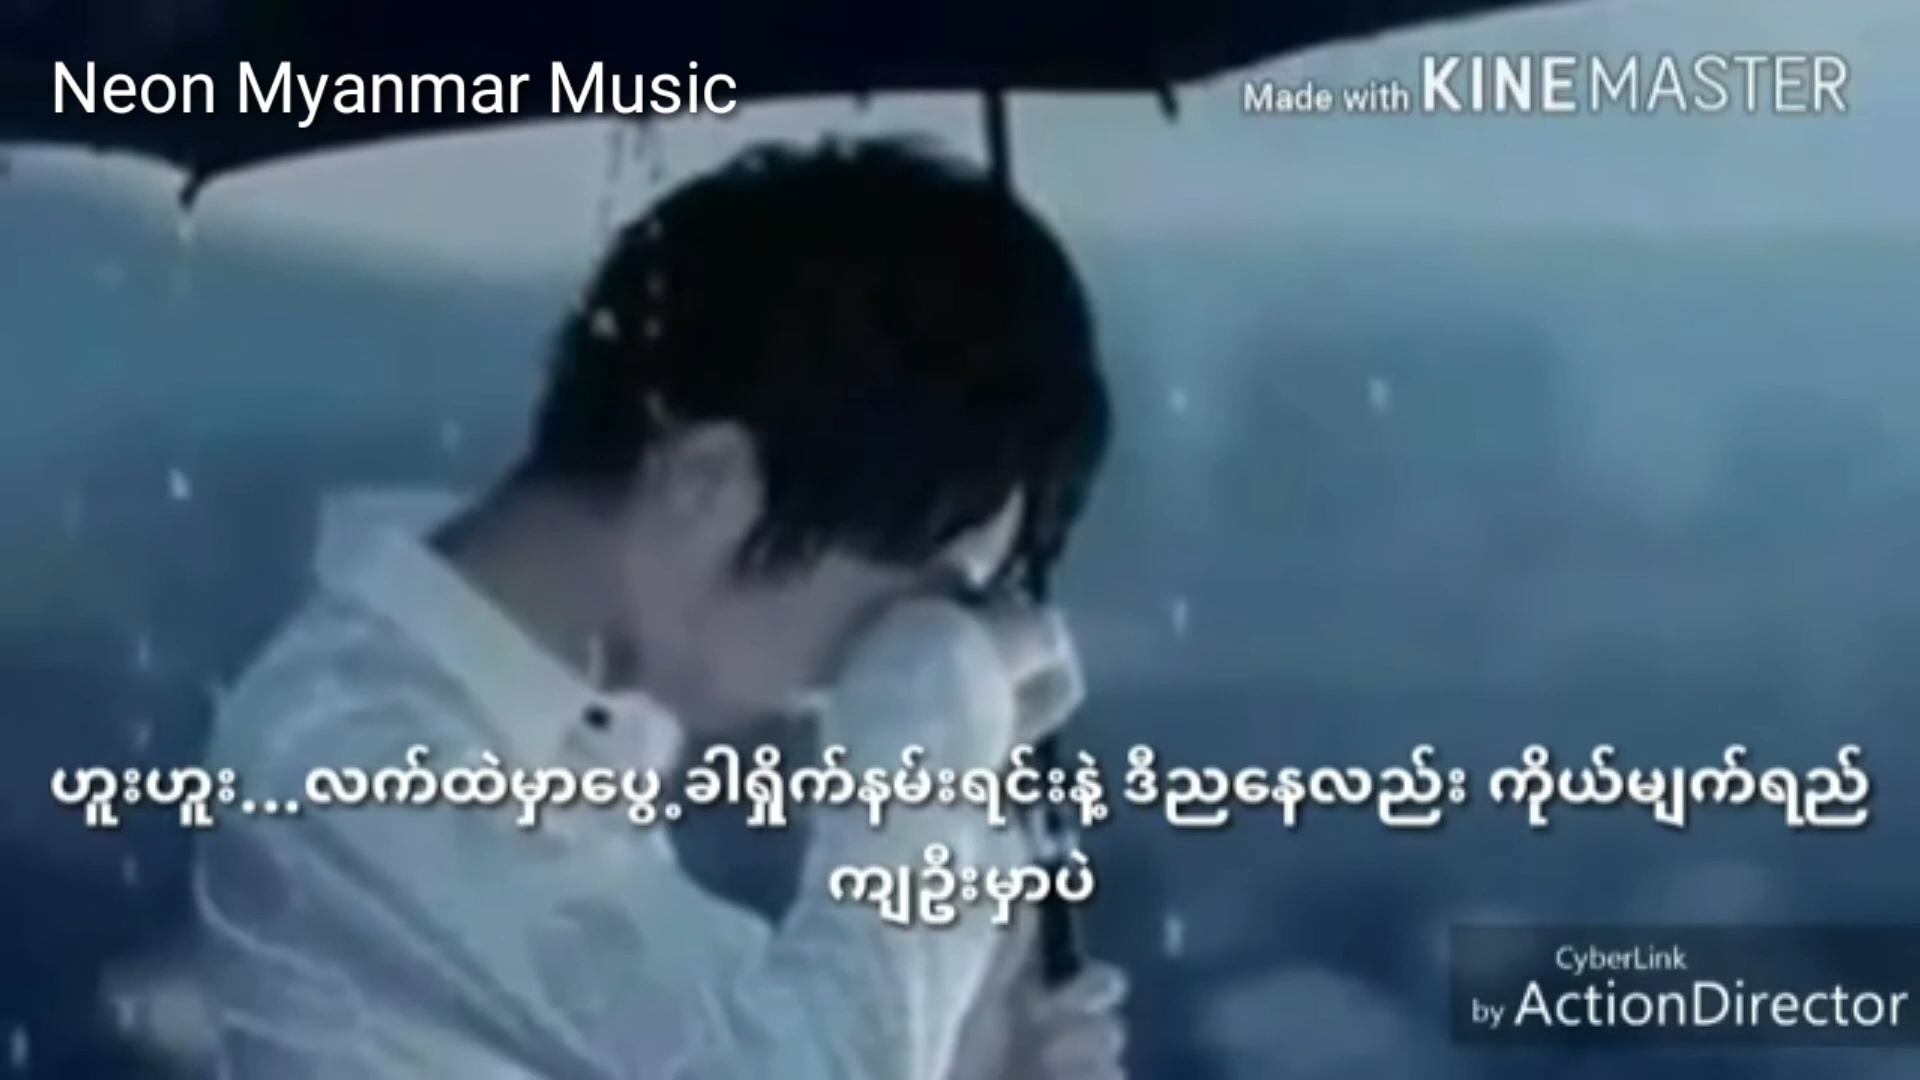 Neon Myanmar Music
Made with KINEMASTER
ဟူးဟူး...လက်ထဲမှာပွေ့ခါရှိုက်နမ်းရင်းနဲ့ ဒီညနေလည်း ကိုယ်မျက်ရည်
ကျဦးမှာပဲ
CyberLink
by ActionDirector